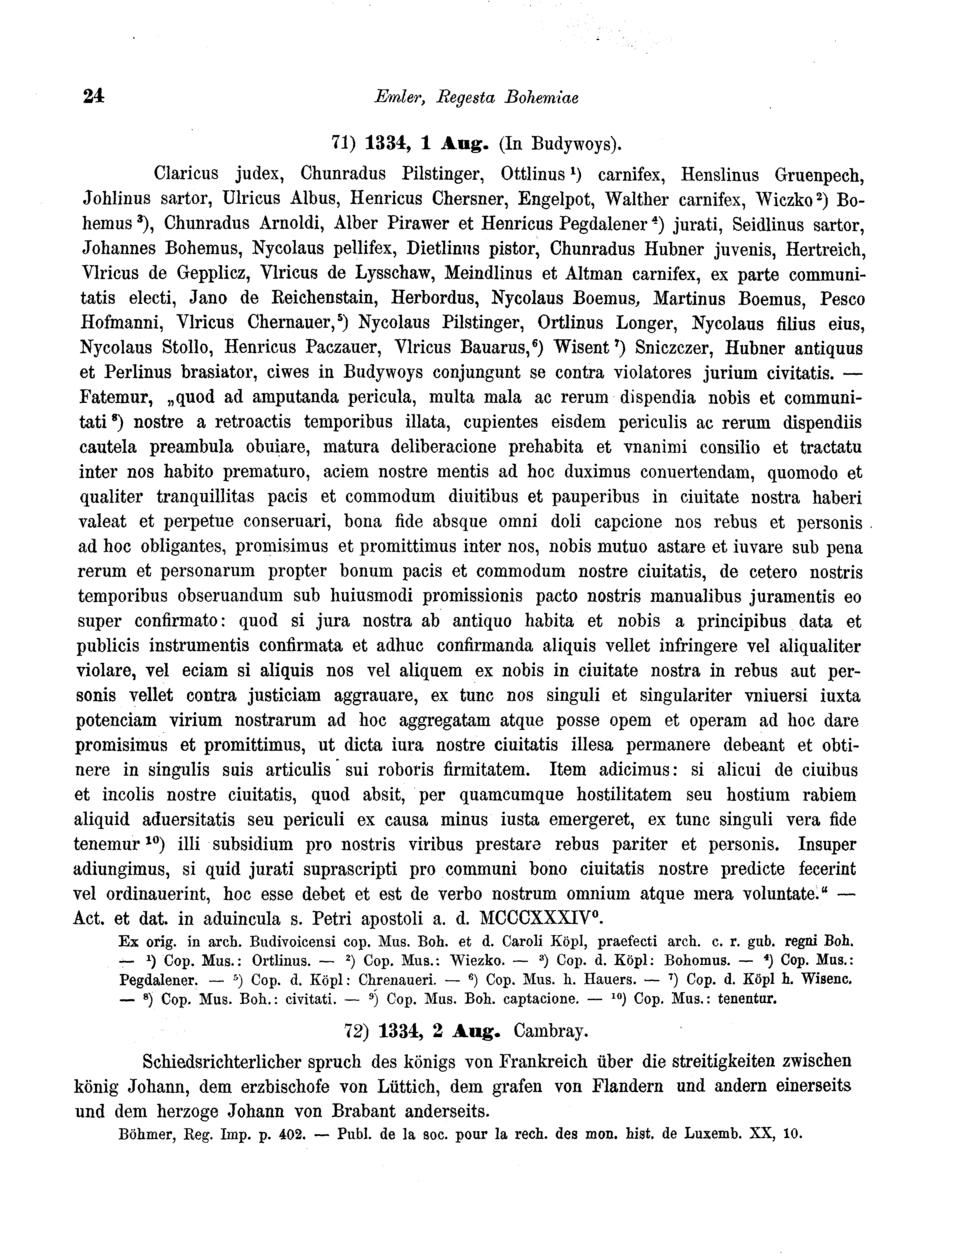 24 Emler, Regesta Bohemiae
71) 1334, 1 Aug. (In Budywoys).
Claricus judex, Chunradus Pilstinger, Ottlinus ¹) carnifex, Henslinus Gruenpech,
Johlinus sartor, Ulricus Albus, Henricus Chersner, Engelpot, Walther carnifex, Wiczko ²) Bo-
hemus ³), Chunradus Arnoldi, Alber Pirawer et Henricus Pegdalener ⁴) jurati, Seidlinus sartor,
Johannes Bohemus, Nycolaus pellifex, Dietlinus pistor, Chunradus Hubner juvenis, Hertreich,
Vlricus de Gepplicz, Vlricus de Lysschaw, Meindlinus et Altman carnifex, ex parte communi-
tatis electi, Jano de Reichenstain, Herbordus, Nycolaus Boemus, Martinus Boemus, Pesco
Hofmanni, Vlricus Chernauer,⁵) Nycolaus Pilstinger, Ortlinus Longer, Nycolaus filius eius,
Nycolaus Stollo, Henricus Paczauer, Vlricus Bauarus,⁶) Wisent ⁷) Sniczczer, Hubner antiquus
et Perlinus brasiator, ciwes in Budywoys conjungunt se contra violatores jurium civitatis. —
Fatemur, „quod ad amputanda pericula, multa mala ac rerum dispendia nobis et communi-
tati ⁸) nostre a retroactis temporibus illata, cupientes eisdem periculis ac rerum dispendiis
cautela preambula obuiare, matura deliberacione prehabita et vnanimi consilio et tractatu
inter nos habito prematuro, aciem nostre mentis ad hoc duximus conuertendam, quomodo et
qualiter tranquillitas pacis et commodum diuitibus et pauperibus in ciuitate nostra haberi
valeat et perpetue conseruari, bona fide absque omni doli capcione nos rebus et personis
ad hoc obligantes, promisimus et promittimus inter nos, nobis mutuo astare et iuvare sub pena
rerum et personarum propter bonum pacis et commodum nostre ciuitatis, de cetero nostris
temporibus obseruandum sub huiusmodi promissionis pacto nostris manualibus juramentis eo
super confirmato: quod si jura nostra ab antiquo habita et nobis a principibus data et
publicis instrumentis confirmata et adhuc confirmanda aliquis vellet infringere vel aliqualiter
violare, vel eciam si aliquis nos vel aliquem ex nobis in ciuitate nostra in rebus aut per-
sonis vellet contra justiciam aggrauare, ex tunc nos singuli et singulariter vniuersi iuxta
potenciam virium nostrarum ad hoc aggregatam atque posse opem et operam ad hoc dare
promisimus et promittimus, ut dicta iura nostre ciuitatis illesa permanere debeant et obti-
nere in singulis suis articulis sui roboris firmitatem. Item adicimus: si alicui de ciuibus
et incolis nostre ciuitatis, quod absit, per quamcumque hostilitatem seu hostium rabiem
aliquid aduersitatis seu periculi ex causa minus iusta emergeret, ex tunc singuli vera fide
tenemur ¹⁰) illi subsidium pro nostris viribus prestare rebus pariter et personis. Insuper
adiungimus, si quid jurati suprascripti pro communi bono ciuitatis nostre predicte fecerint
vel ordinauerint, hoc esse debet et est de verbo nostrum omnium atque mera voluntate.“ —
Act. et dat. in aduincula s. Petri apostoli a. d. MCCCXXXIV⁰.
Ex orig. in arch. Budivoicensi cop. Mus. Boh. et d. Caroli Köpl, praefecti arch. c. r. gub. regni Boh.
— ¹) Cop. Mus.: Ortlinus. — ²) Cop. Mus.: Wiezko. — ³) Cop. d. Köpl: Bohomus. — ⁴) Cop. Mus.:
Pegdalener. — ⁵) Cop. d. Köpl: Chrenaueri. — ⁶) Cop. Mus. h. Hauers. — ⁷) Cop. d. Köpl h. Wisenc.
— ⁸) Cop. Mus. Boh.: civitati. — ⁹) Cop. Mus. Boh. captacione. — ¹⁰) Cop. Mus.: tenentur.
72) 1334, 2 Aug. Cambray.
Schiedsrichterlicher spruch des königs von Frankreich über die streitigkeiten zwischen
könig Johann, dem erzbischofe von Lüttich, dem grafen von Flandern und andern einerseits
und dem herzoge Johann von Brabant anderseits.
Böhmer, Reg. Imp. p. 402. — Publ. de la soc. pour la rech. des mon. hist. de Luxemb. XX, 10.